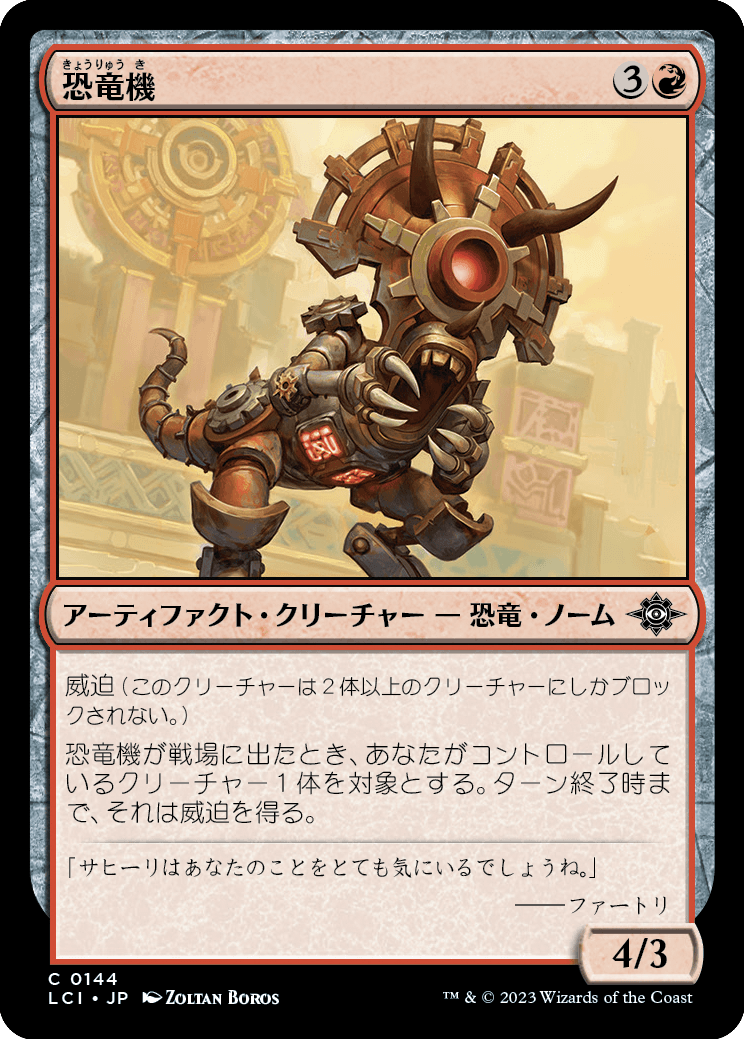 きょうりゅう き
恐竜機
3
アーティファクト・クリーチャー — 恐竜・ノーム
威迫（このクリーチャーは２体以上のクリーチャーにしかブロッ
クされない。）
恐竜機が戦場に出たとき、あなたがコントロールして
いるクリーチャー１体を対象とする。ターン終了時ま
で、それは威迫を得る。
「サヒーリはあなたのことをとても気にいるでしょうね。」
——ファートリ
4/3
C 0144
LCI • JP Zoltan Boros
™ & © 2023 Wizards of the Coast